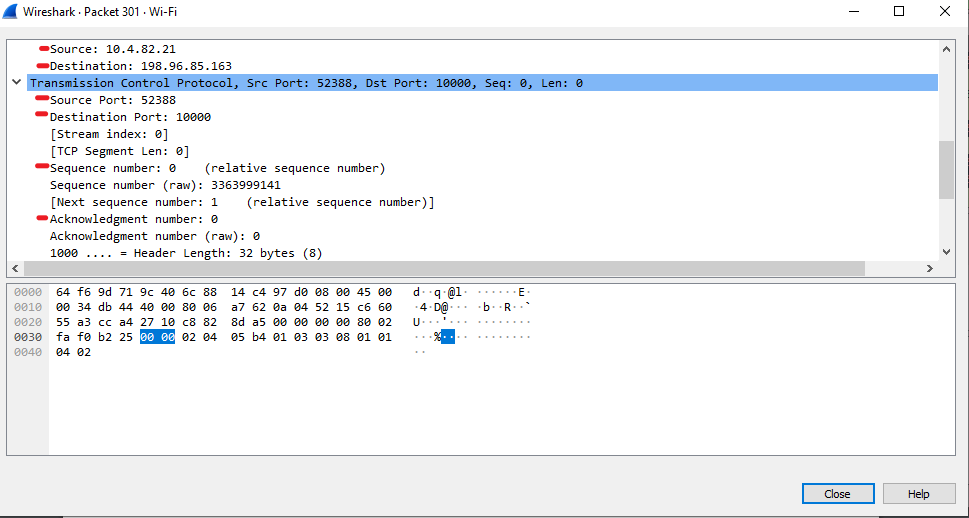 Wireshark · Packet 301 · Wi-Fi
Source: 10.4.82.21
Destination: 198.96.85.163
Transmission Control Protocol, Src Port: 52388, Dst Port: 10000, Seq: 0, Len: 0
Source Port: 52388
Destination Port: 10000
[Stream index: 0]
[TCP Segment Len: 0]
Sequence number: 0    (relative sequence number)
Sequence number (raw): 3363999141
[Next sequence number: 1    (relative sequence number)]
Acknowledgment number: 0
Acknowledgment number (raw): 0
1000 .... = Header Length: 32 bytes (8)
0000 64 f6 9d 71 9c 40 6c 88 14 c4 97 d0 08 00 45 00 d··q·@l· ······E·
0010 00 34 db 44 40 00 80 06 a7 62 0a 04 52 15 c6 60 ·4·D@··· ·b··R··`
0020 55 a3 cc a4 27 10 c8 82 8d a5 00 00 00 00 80 02 U···'··· ········
0030 fa f0 b2 25 00 00 02 04 05 b4 01 03 03 08 01 01 ···%···· ········
0040 04 02 ··
Close Help